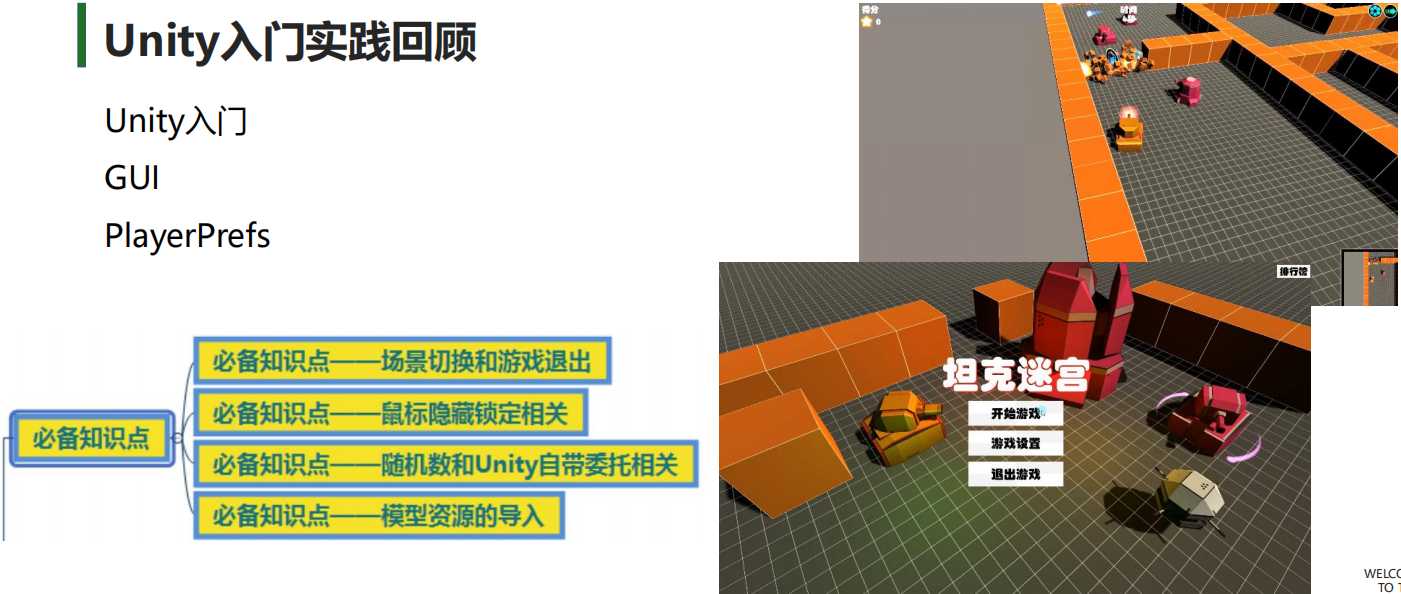 Unity入门实践回顾
Unity入门
GUI
PlayerPrefs
必备知识点
必备知识点——场景切换和游戏退出
必备知识点——鼠标隐藏锁定相关
必备知识点——随机数和Unity自带委托相关
必备知识点——模型资源的导入
得分
0
时间
排行榜
坦克迷宫
开始游戏
游戏设置
退出游戏
WELCO
TO T